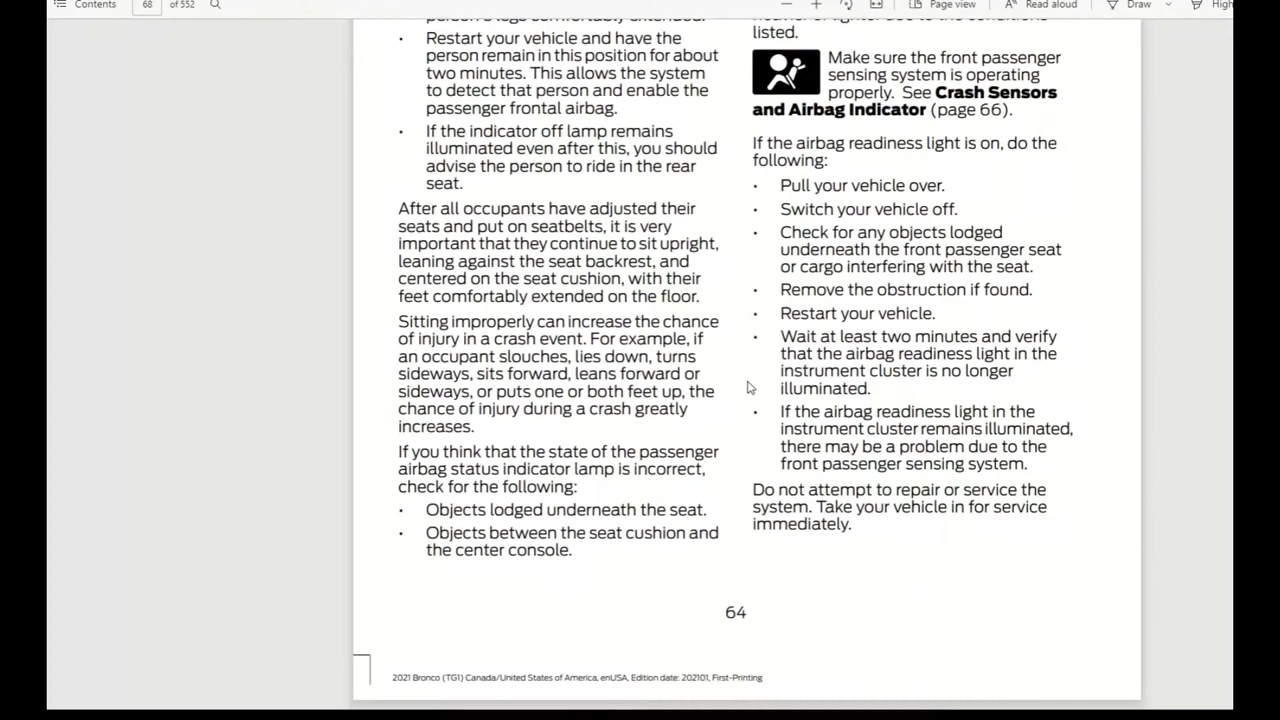 Contents
68
of 552
Page view
Read aloud
Draw
person's legs comfortably extended.
Restart your vehicle and have the
person remain in this position for about
two minutes. This allows the system
to detect that person and enable the
passenger frontal airbag.
If the indicator off lamp remains
illuminated even after this, you should
advise the person to ride in the rear
seat.
After all occupants have adjusted their
seats and put on seatbelts, it is very
important that they continue to sit upright,
leaning against the seat backrest, and
centered on the seat cushion, with their
feet comfortably extended on the floor.
Sitting improperly can increase the chance
of injury in a crash event. For example, if
an occupant slouches, lies down, turns
sideways, sits forward, leans forward or
sideways, or puts one or both feet up, the
chance of injury during a crash greatly
increases.
If you think that the state of the passenger
airbag status indicator lamp is incorrect,
check for the following:
Objects lodged underneath the seat.
Objects between the seat cushion and
the center console.
heavier or lighter due to the conditions
listed.
Make sure the front passenger
sensing system is operating
properly. See Crash Sensors
and Airbag Indicator (page 66).
If the airbag readiness light is on, do the
following:
Pull your vehicle over.
Switch your vehicle off.
Check for any objects lodged
underneath the front passenger seat
or cargo interfering with the seat.
Remove the obstruction if found.
Restart your vehicle.
Wait at least two minutes and verify
that the airbag readiness light in the
instrument cluster is no longer
illuminated.
If the airbag readiness light in the
instrument cluster remains illuminated,
there may be a problem due to the
front passenger sensing system.
Do not attempt to repair or service the
system. Take your vehicle in for service
immediately.
64
2021 Bronco (TG1) Canada/United States of America, enUSA, Edition date: 202101, First-Printing